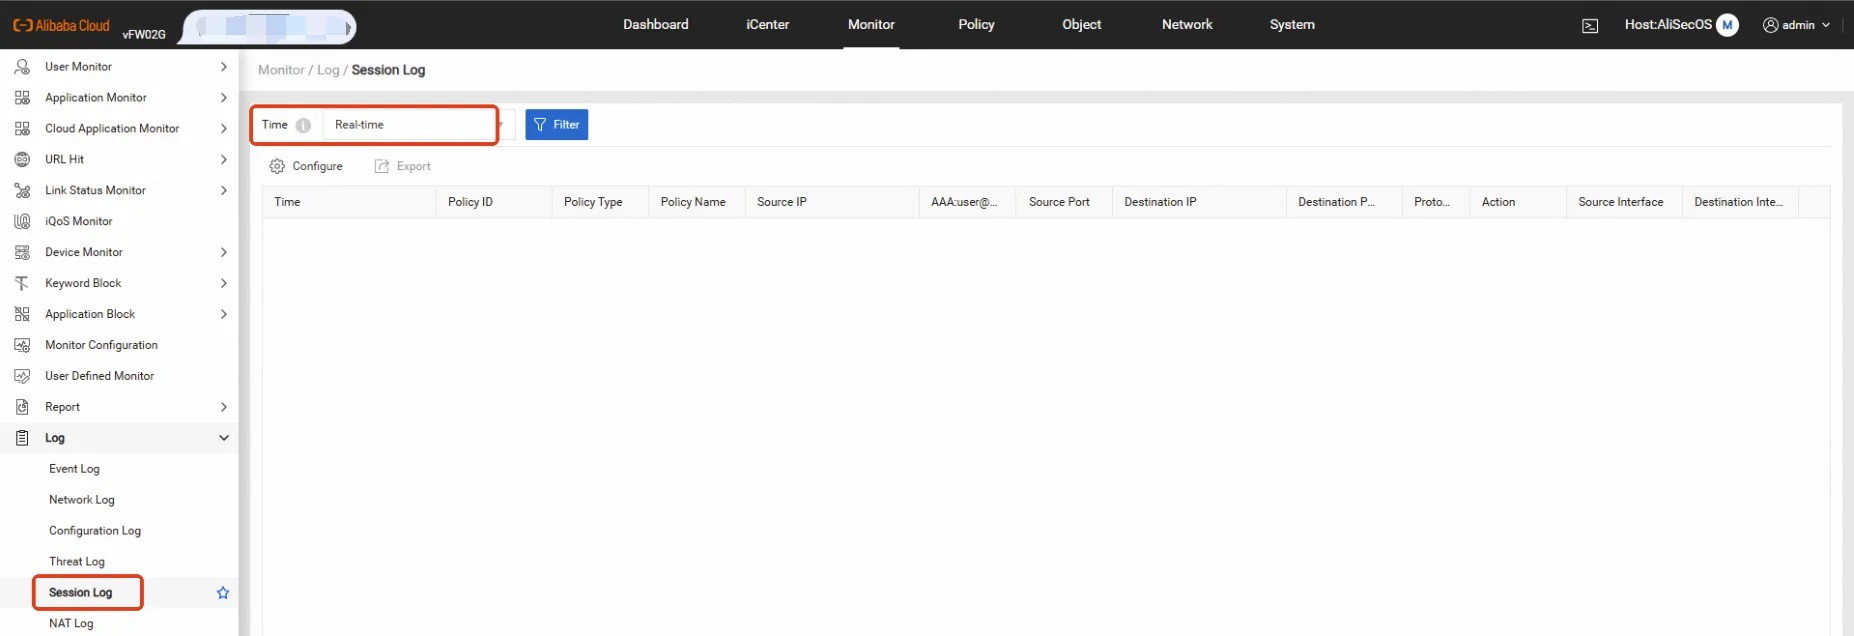 Alibaba Cloud vFW02G Dashboard iCenter Monitor Policy Object Network System Host:AliSecOS M admin
User Monitor
Application Monitor
Cloud Application Monitor
URL Hit
Link Status Monitor
iQoS Monitor
Device Monitor
Keyword Block
Application Block
Monitor Configuration
User Defined Monitor
Report
Log
Event Log
Network Log
Configuration Log
Threat Log
Session Log
NAT Log
Monitor / Log / Session Log
Time Real-time Filter
Configure Export
Time Policy ID Policy Type Policy Name Source IP AAA:user@... Source Port Destination IP Destination P... Proto... Action Source Interface Destination Inte...